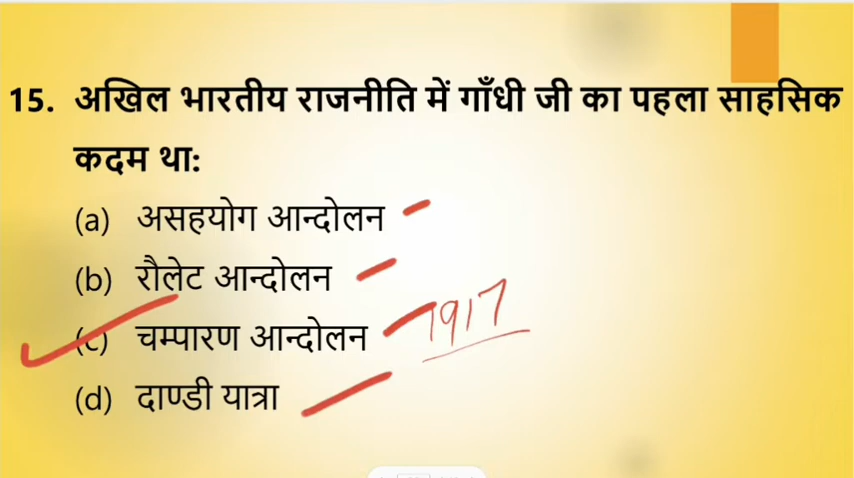 15. अखिल भारतीय राजनीति में गाँधी जी का पहला साहसिक
कदम था:
(a) असहयोग आन्दोलन
(b) रौलेट आन्दोलन
(c) चम्पारण आन्दोलन 1917
(d) दाण्डी यात्रा